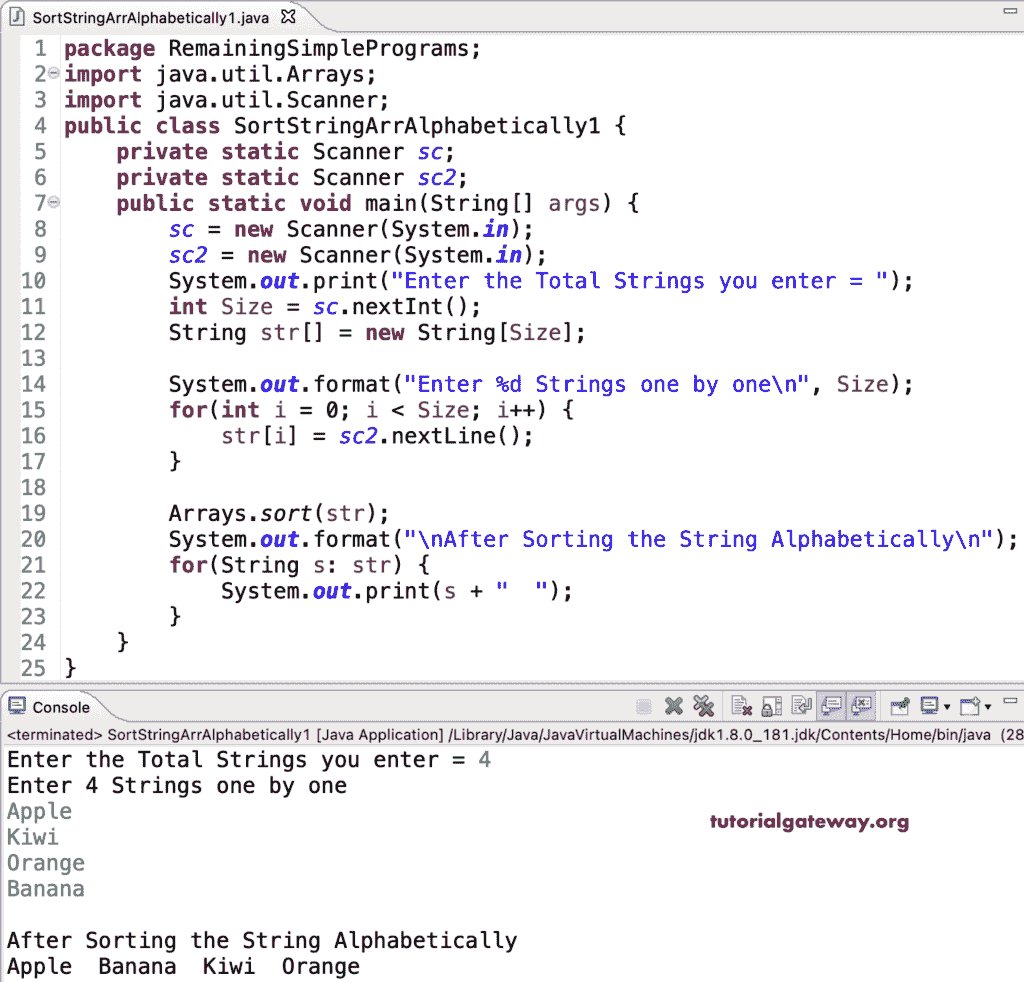 SortStringArrAlphabetically1.java
1 package RemainingSimplePrograms;
2 import java.util.Arrays;
3 import java.util.Scanner;
4 public class SortStringArrAlphabetically1 {
5     private static Scanner sc;
6     private static Scanner sc2;
7     public static void main(String[] args) {
8         sc = new Scanner(System.in);
9         sc2 = new Scanner(System.in);
10         System.out.print("Enter the Total Strings you enter = ");
11         int Size = sc.nextInt();
12         String str[] = new String[Size];
13
14         System.out.format("Enter %d Strings one by one\n", Size);
15         for(int i = 0; i < Size; i++) {
16             str[i] = sc2.nextLine();
17         }
18
19         Arrays.sort(str);
20         System.out.format("\nAfter Sorting the String Alphabetically\n");
21         for(String s: str) {
22             System.out.print(s + "  ");
23         }
24     }
25 }
Console
<terminated> SortStringArrAlphabetically1 [Java Application] /Library/Java/JavaVirtualMachines/jdk1.8.0_181.jdk/Contents/Home/bin/java (28
Enter the Total Strings you enter = 4
Enter 4 Strings one by one
Apple
tutorialgateway.org
Kiwi
Orange
Banana
After Sorting the String Alphabetically
Apple  Banana  Kiwi  Orange